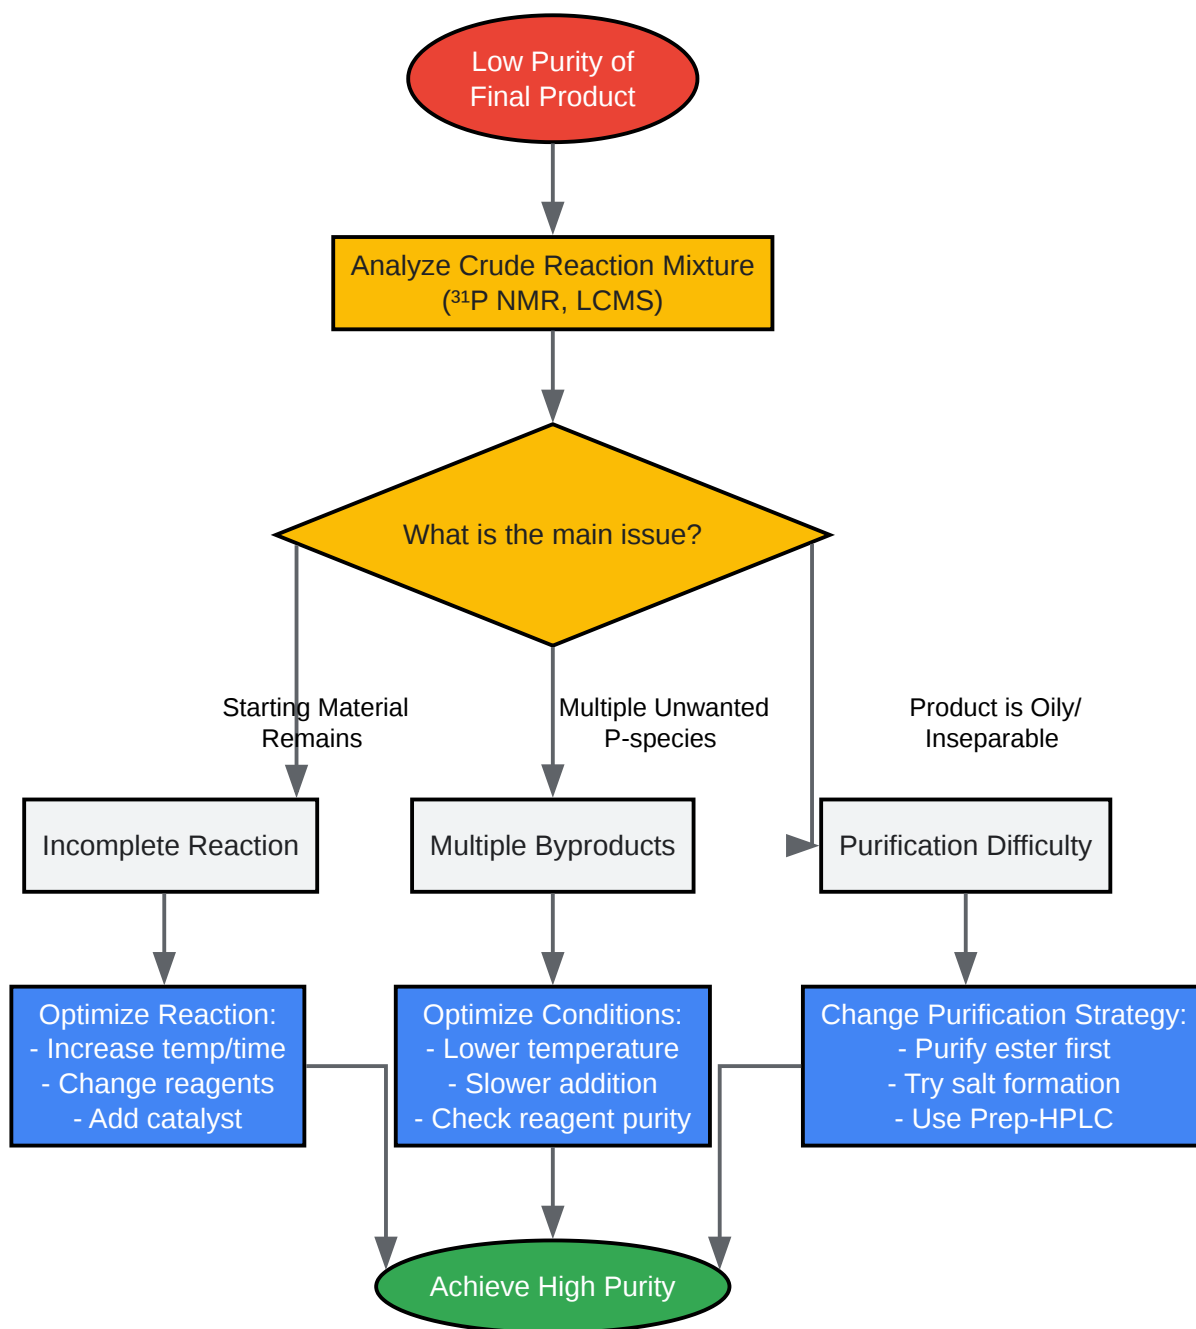 Low Purity of
Final Product
Analyze Crude Reaction Mixture
(³¹P NMR, LCMS)
What is the main issue?
Starting Material
Remains
Multiple Unwanted
P-species
Product is Oily/
Inseparable
Incomplete Reaction
Multiple Byproducts
Purification Difficulty
Optimize Reaction:
- Increase temp/time
- Change reagents
- Add catalyst
Optimize Conditions:
- Lower temperature
- Slower addition
- Check reagent purity
Change Purification Strategy:
- Purify ester first
- Try salt formation
- Use Prep-HPLC
Achieve High Purity